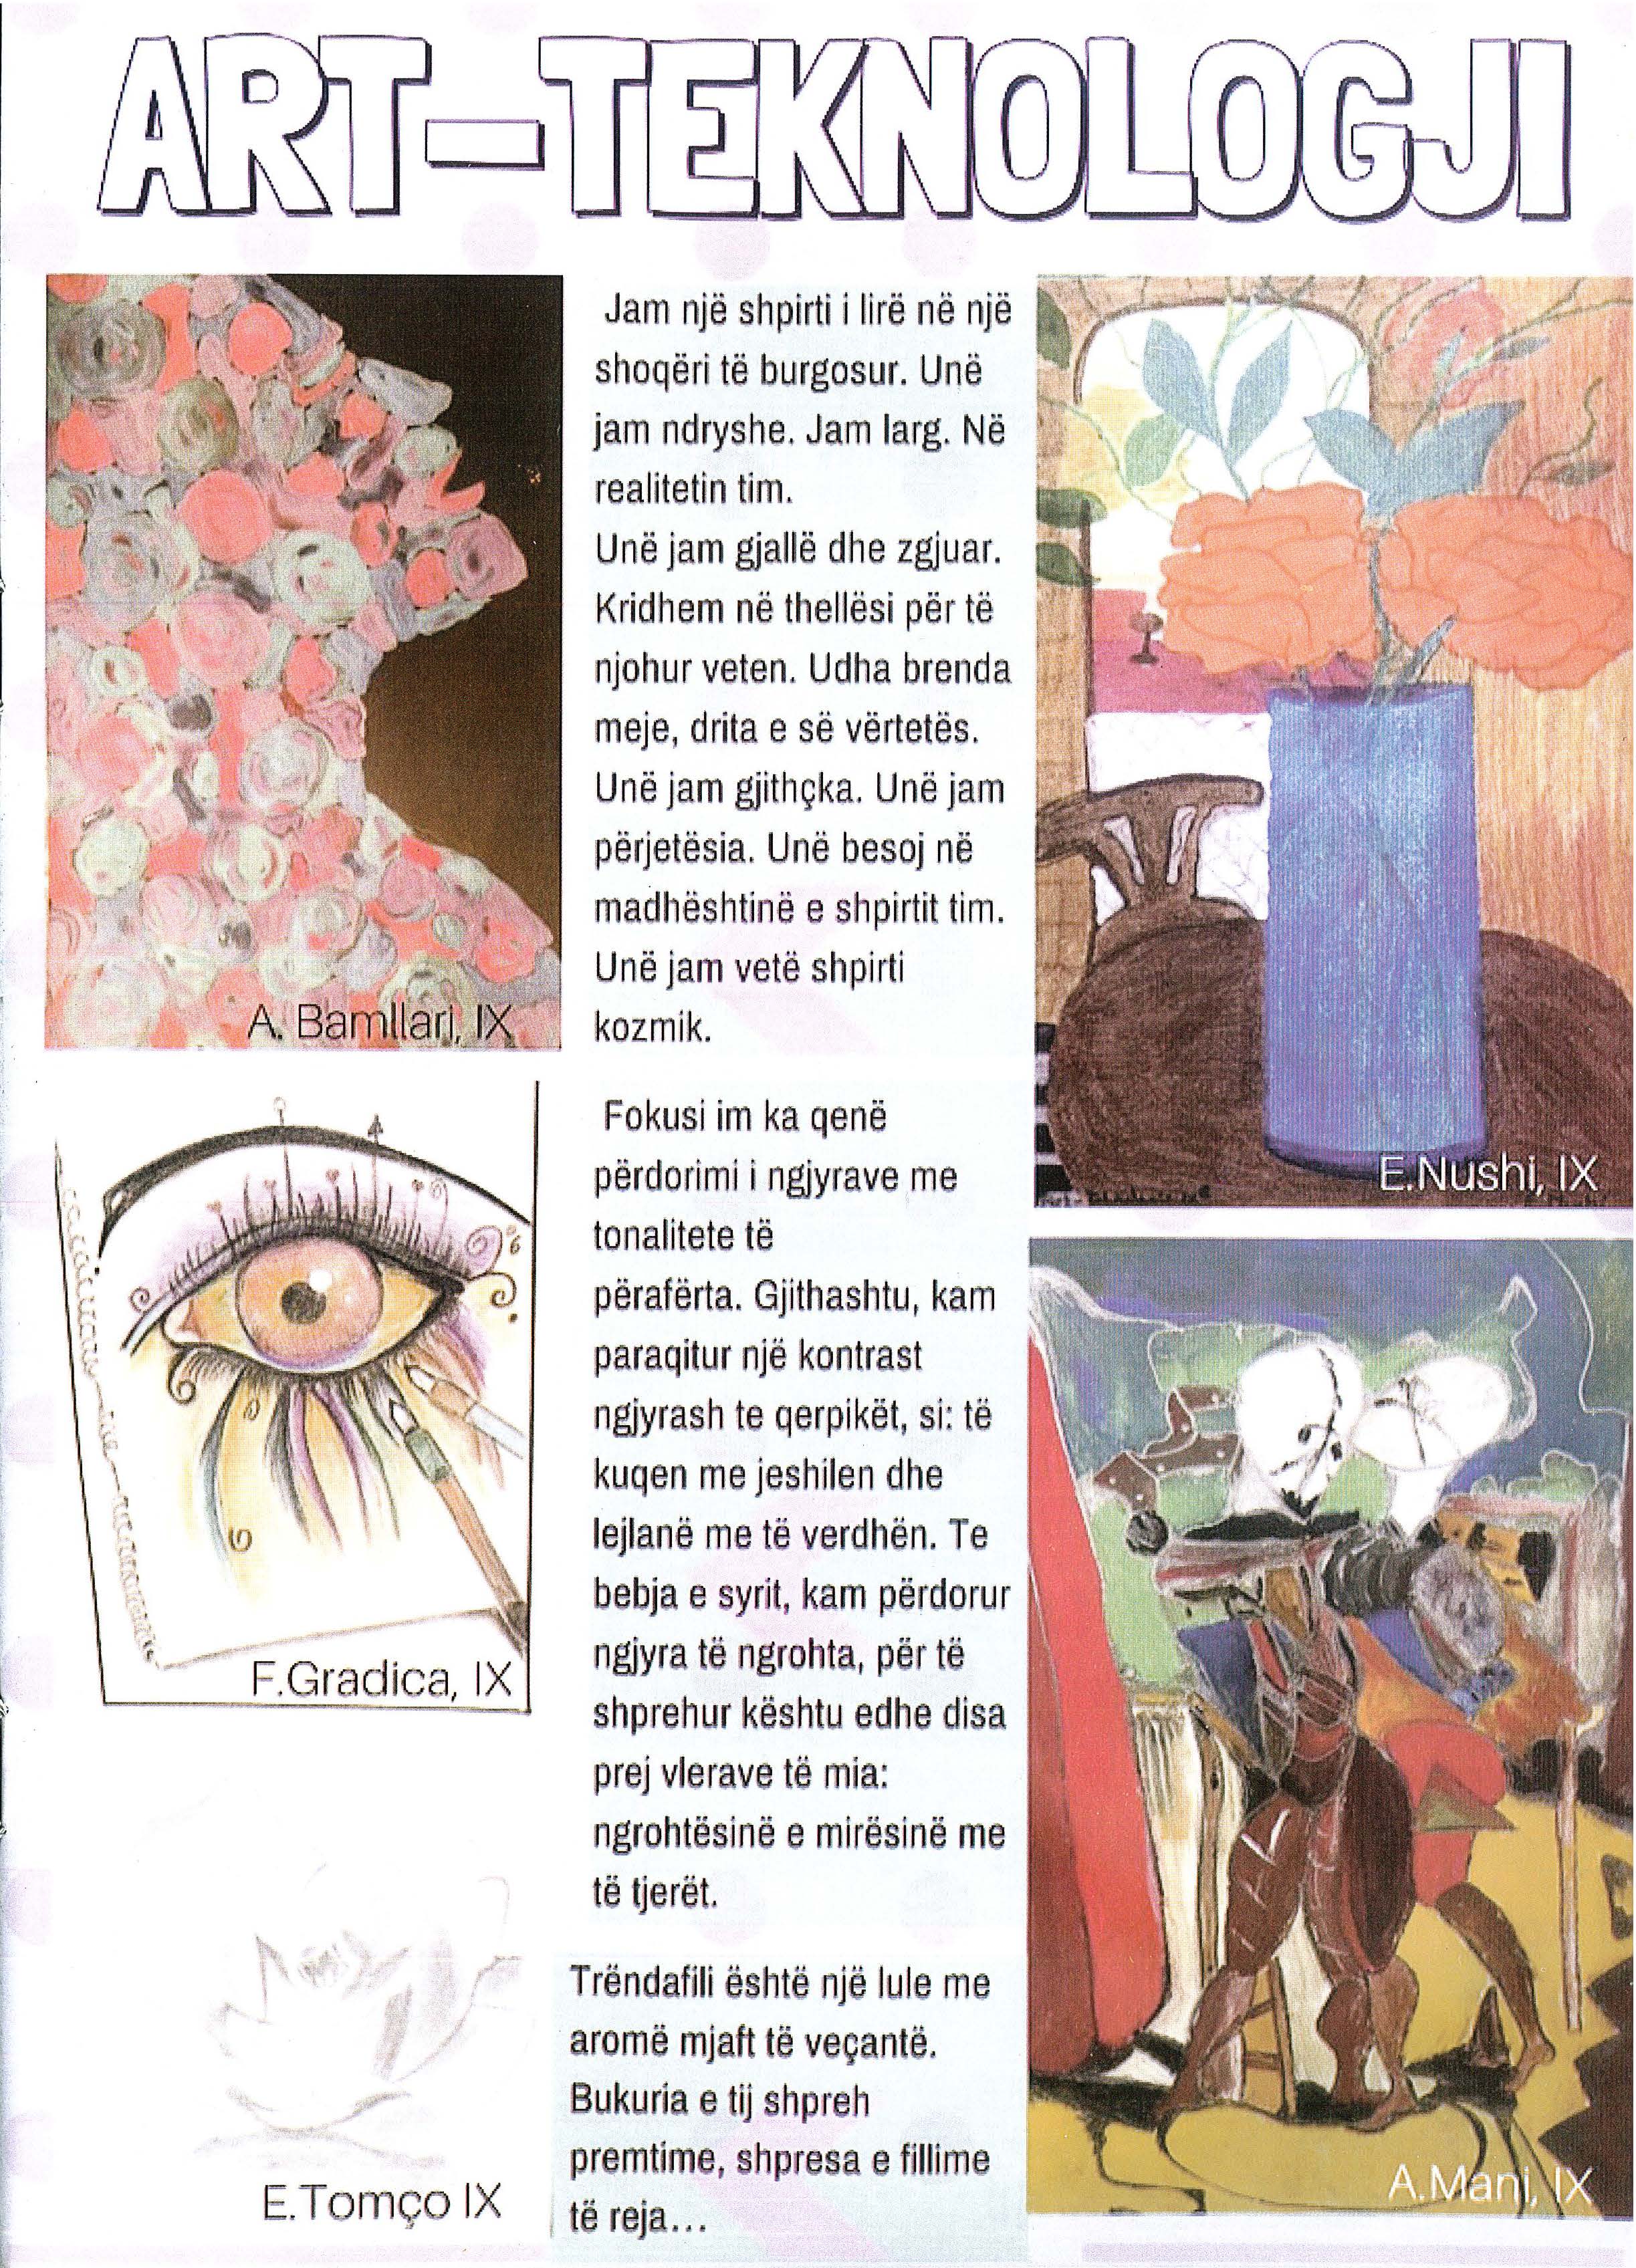 ART-TEKNOLOGJI
Jam një shpirti i lirë në një
shoqëri të burgosur. Unë
jam ndryshe. Jam larg. Në
realitetin tim.
Unë jam gjallë dhe zgjuar.
Kridhem në thellësi për të
njohur veten. Udha brenda
meje, drita e së vërtetës.
Unë jam gjithçka. Unë jam
përjetësia. Unë besoj në
madhështinë e shpirtit tim.
Unë jam vetë shpirti
kozmik.
A. Bamllari, IX
E.Nushi, IX
Fokusi im ka qenë
përdorimi i ngjyrave me
tonalitete të
përafërta. Gjithashtu, kam
paraqitur një kontrast
ngjyrash te qerpikët, si: të
kuqen me jeshilen dhe
lejlanë me të verdhën. Te
bebja e syrit, kam përdorur
ngjyra të ngrohta, për të
shprehur kështu edhe disa
prej vlerave të mia:
ngrohtësinë e mirësinë me
të tjerët.
F.Gradica, IX
Trëndafili është një lule me
aromë mjaft të veçantë.
Bukuria e tij shpreh
premtime, shpresa e fillime
të reja...
E.Tomço IX
A.Mani, IX